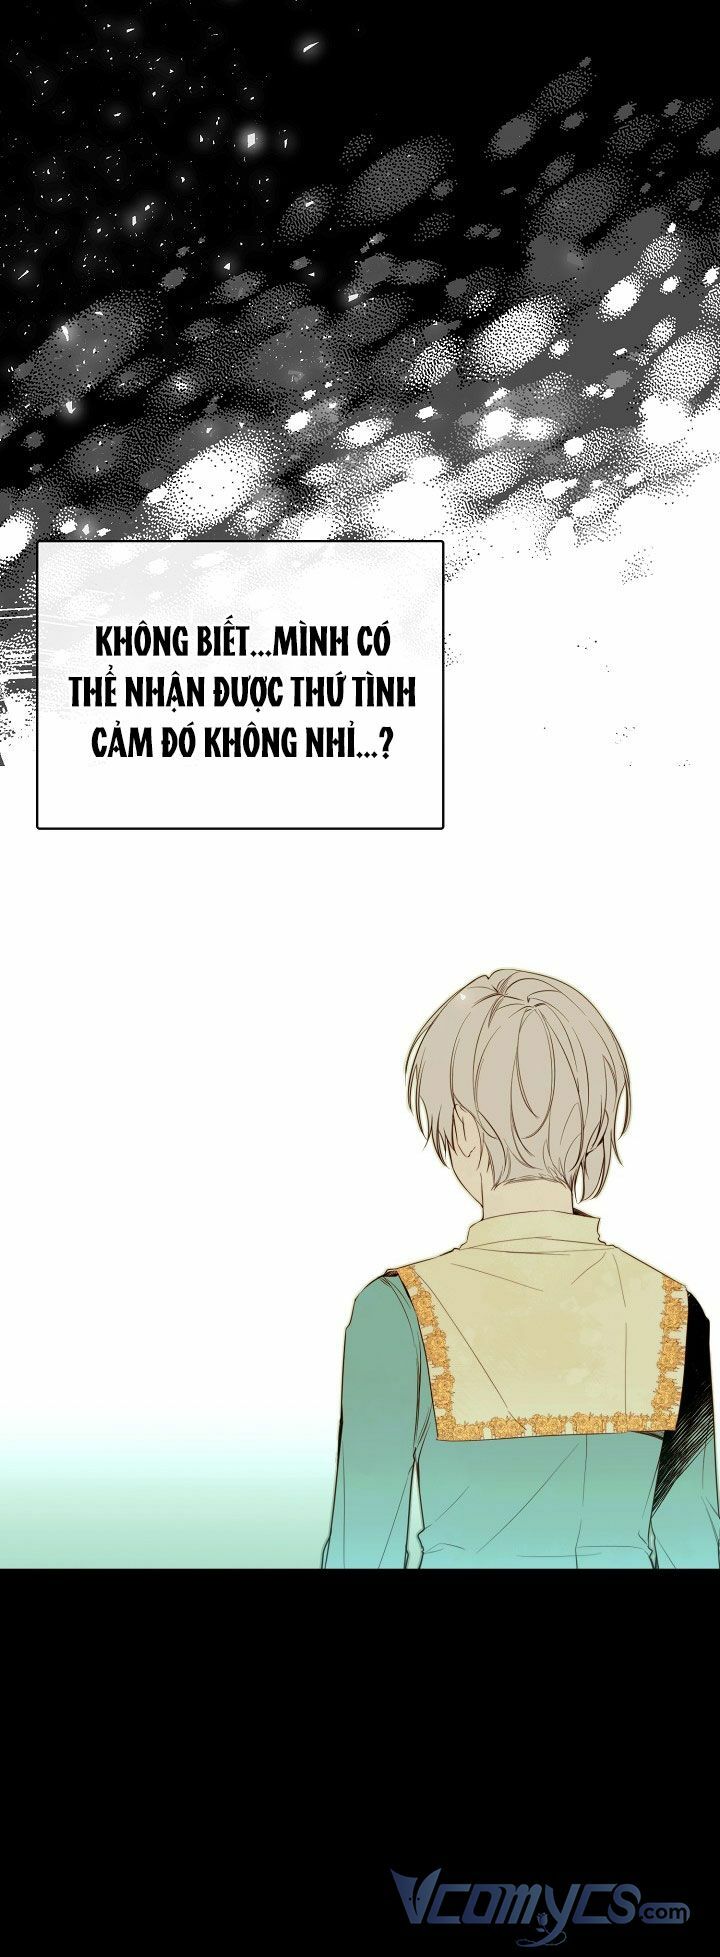 KHÔNG BIẾT...MÌNH CÓ
THỂ NHẬN ĐƯỢC THỨ TÌNH
CẢM ĐÓ KHÔNG NHỈ...?
VCOMYCS.com